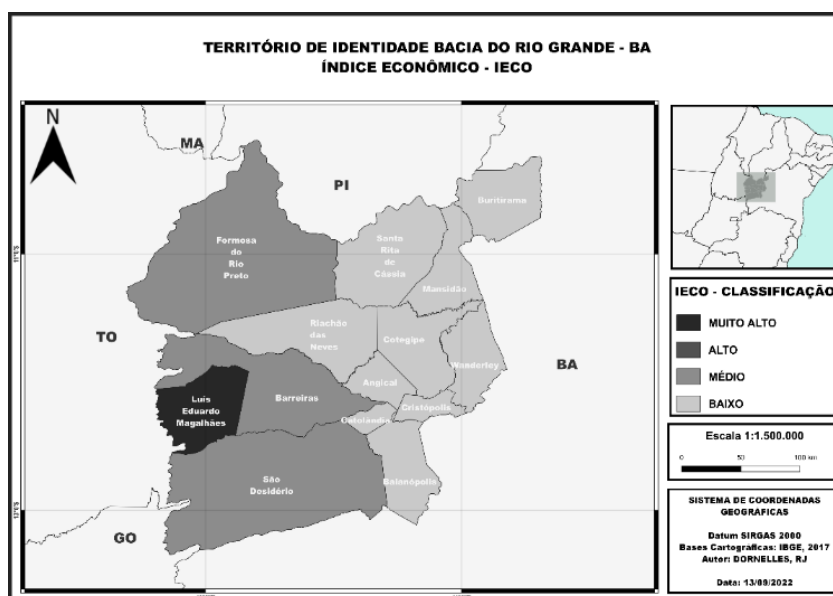 TERRITÓRIO DE IDENTIDADE BACIA DO RIO GRANDE - BA
ÍNDICE ECONÔMICO - IECO
N
MA
PI
TO
BA
GO
Buritirama
Formosa
do
Rio
Preto
Santa
Rita
de
Cássia
Mansidão
Riachão
das
Neves
Cotegipe
Wanderley
Angical
Luís
Eduardo
Magalhães
Barreiras
Cristópolis
Catolândia
São
Desidério
Baianópolis
IECO - CLASSIFICAÇÃO
MUITO ALTO
ALTO
MÉDIO
BAIXO
Escala 1:1.500.000
0 50 100 km
SISTEMA DE COORDENADAS
GEOGRÁFICAS
Datum SIRGAS 2000
Bases Cartográficas: IBGE, 2017
Autor: DORNELLES, RJ
Data: 13/09/2022